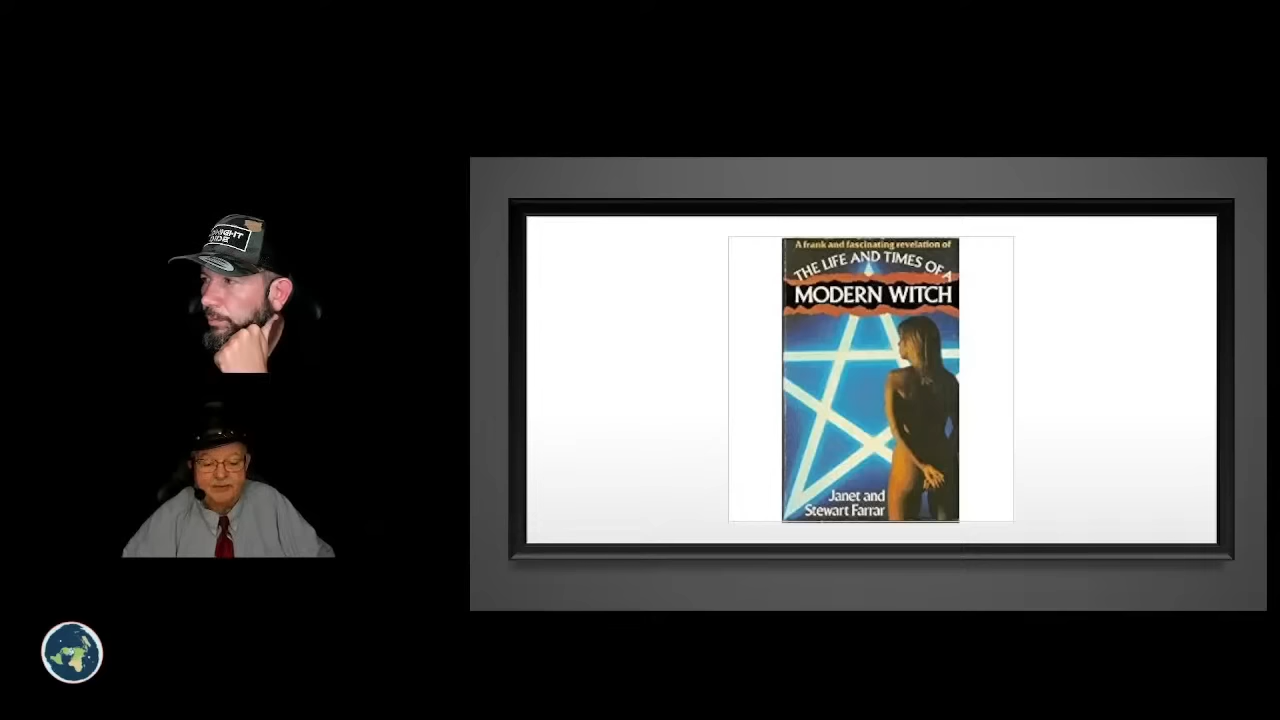 A frank and fascinating revelation of
THE LIFE AND TIMES OF A
MODERN WITCH
Janet and
Stewart Farrar